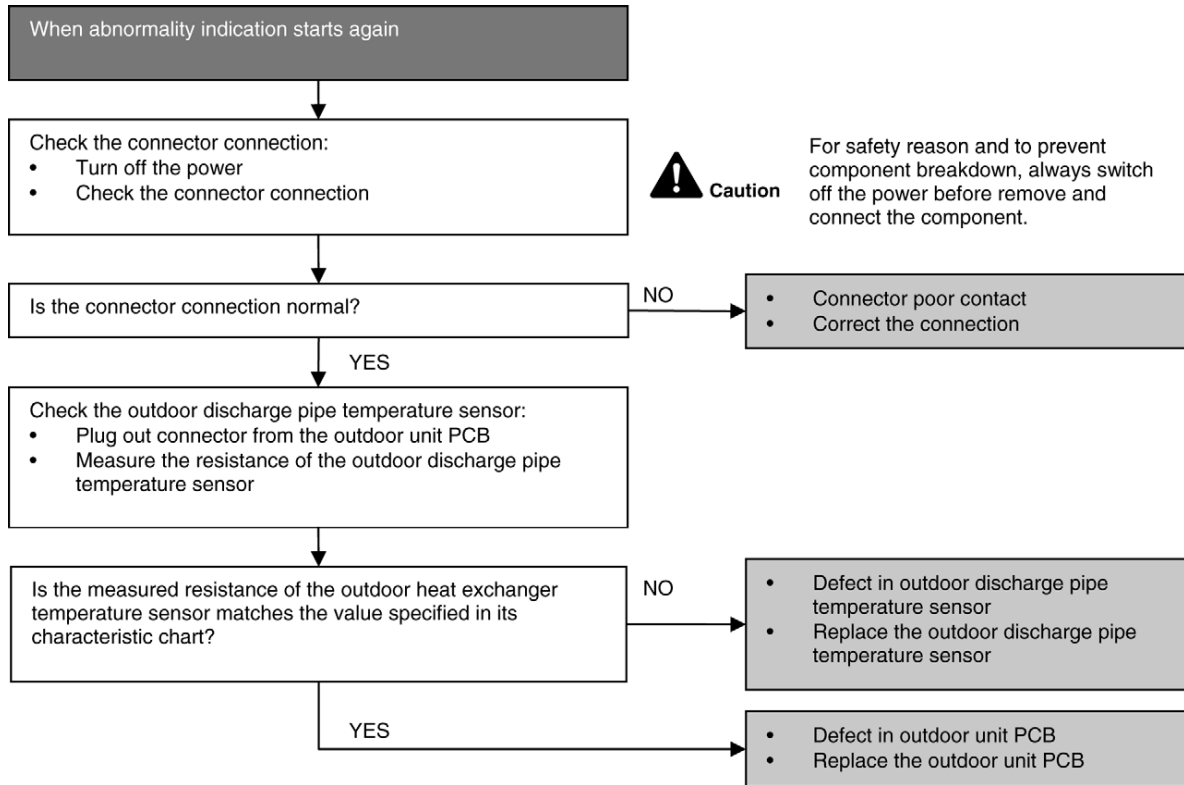 When abnormality indication starts again
Check the connector connection:
• Turn off the power
• Check the connector connection
Caution
For safety reason and to prevent
component breakdown, always switch
off the power before remove and
connect the component.
Is the connector connection normal?
NO
• Connector poor contact
• Correct the connection
YES
Check the outdoor discharge pipe temperature sensor:
• Plug out connector from the outdoor unit PCB
• Measure the resistance of the outdoor discharge pipe
temperature sensor
Is the measured resistance of the outdoor heat exchanger
temperature sensor matches the value specified in its
characteristic chart?
NO
• Defect in outdoor discharge pipe
temperature sensor
• Replace the outdoor discharge pipe
temperature sensor
YES
• Defect in outdoor unit PCB
• Replace the outdoor unit PCB